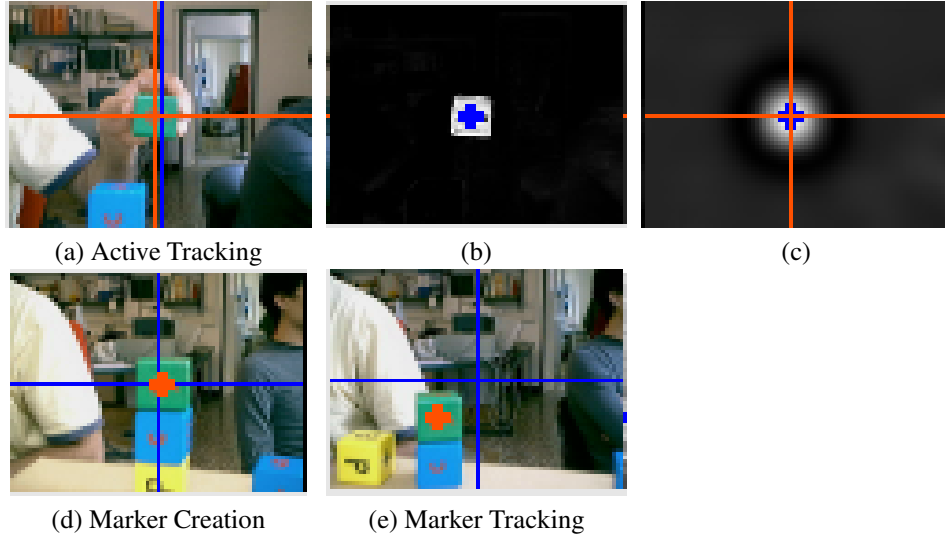 (a) Active Tracking
(b)
(c)
(d) Marker Creation
(e) Marker Tracking